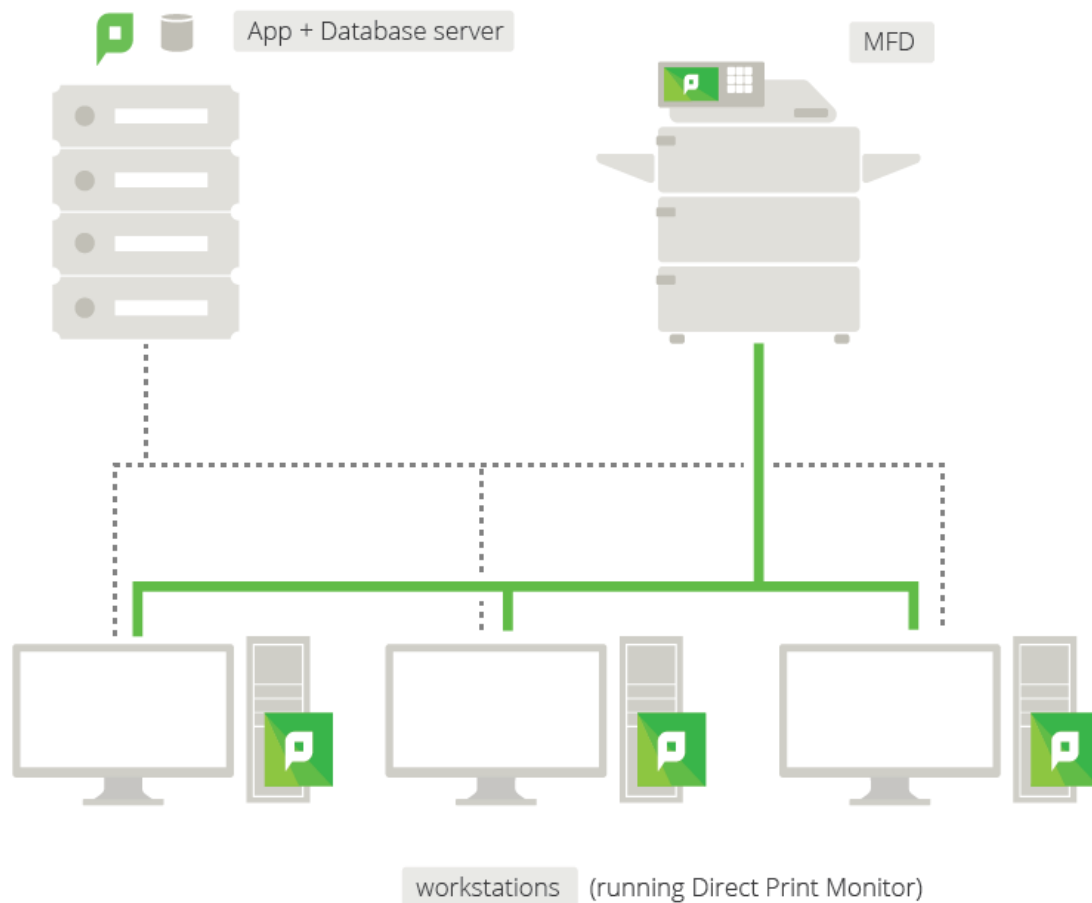 App + Database server
MFD
workstations (running Direct Print Monitor)